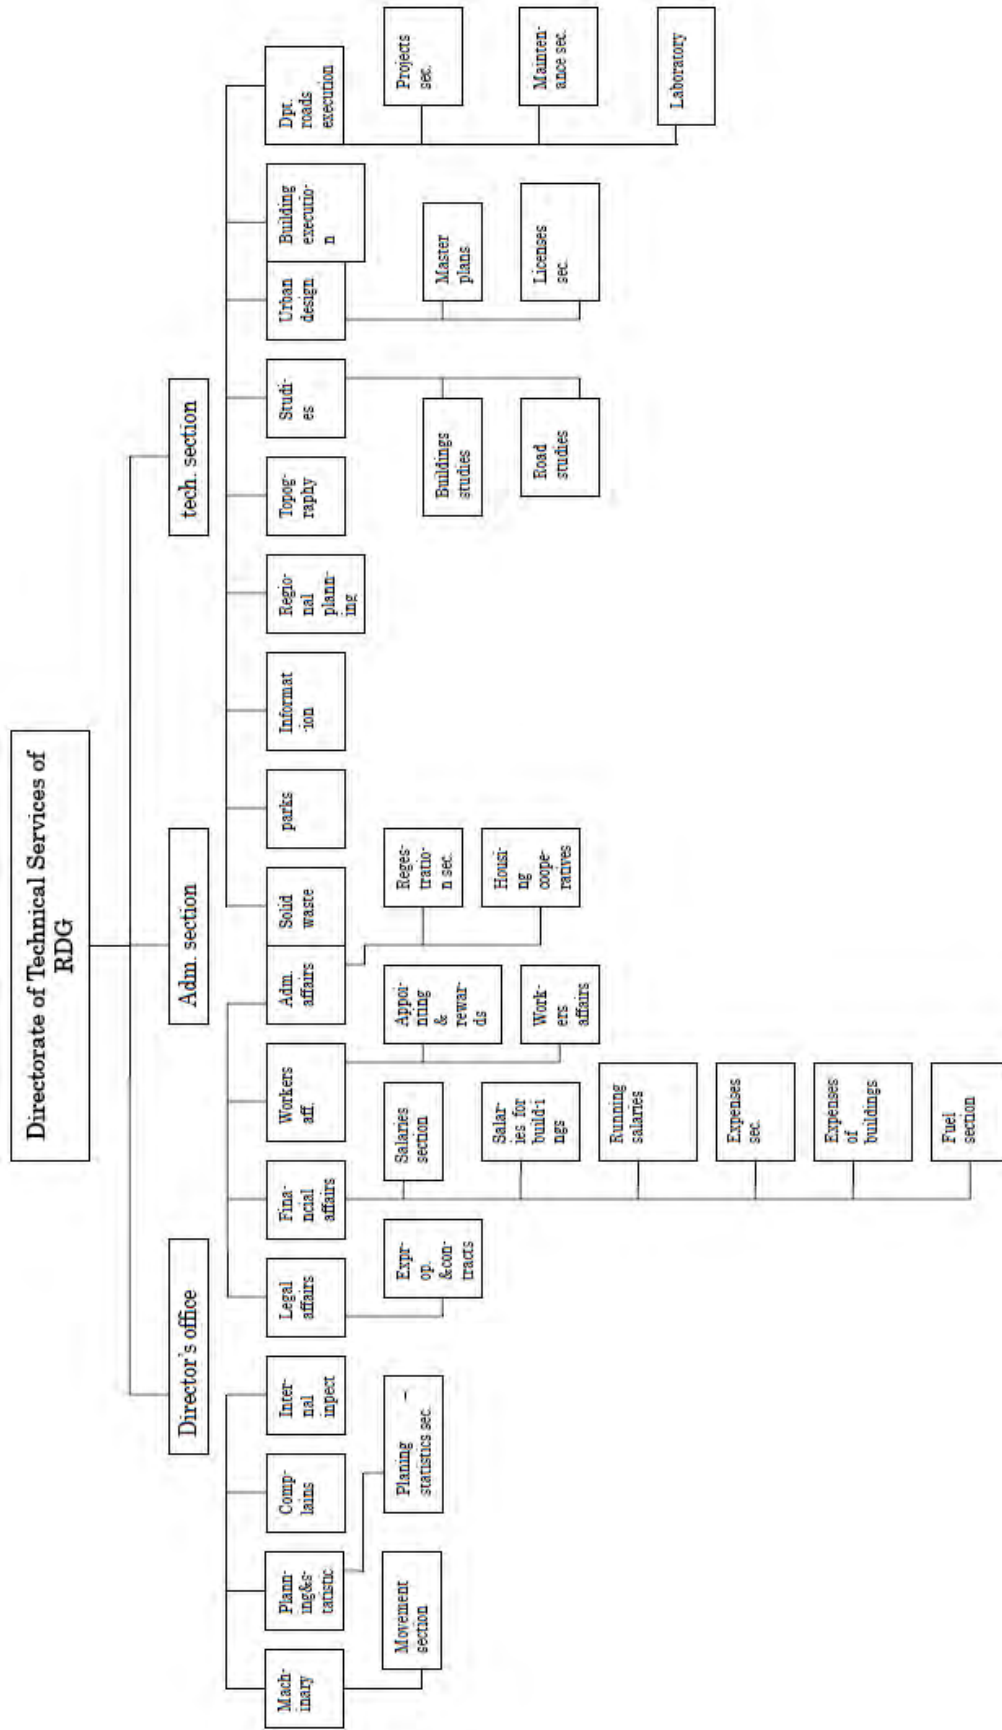 Directorate of Technical Services of
RDG
Director's office
Adm. section
tech. section
Mach-
inary
Plann-
ing&s-
tatistic.
Comp-
lains
Inter-
nal
inpect
Legal
affairs
Fina-
ncial
affairs
Workers
aff.
Adm.
affairs
Solid
waste
parks
Informat
-ion
Regio-
nal
plann-
ing
Topog-
raphy
Studi-
es
Urban
design
Building
executio-
n
Dpt.
roads
execution
Movement
section
Planing –
statistics sec.
Expr-
op.
&con-
tracts
Salaries
section
Salar-
ies for
build-i
ngs
Running
salaries
Expenses
sec.
Expenses
of
buildings
Fuel
section
Appoi-
nting
&
rewar-
ds
Work-
ers
affairs
Reges-
tratio-
n sec.
Housi-
ng
coope-
ratives
Buildings
studies
Road
studies
Master
plans
Licenses
sec.
Projects
sec.
Mainten-
ance sec.
Laboratory